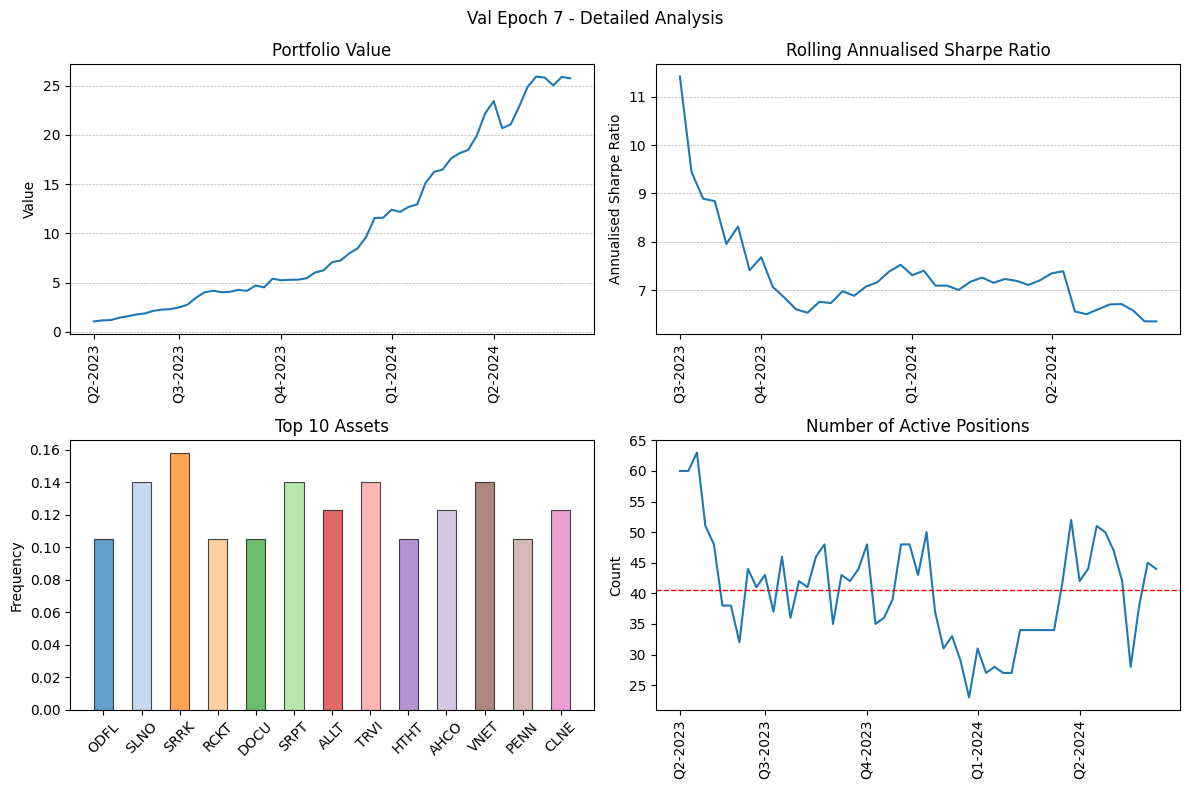 Val Epoch 7 - Detailed Analysis
Portfolio Value
Value
25
20
15
10
5
0
Q2-2023
Q3-2023
Q4-2023
Q1-2024
Q2-2024
Rolling Annualised Sharpe Ratio
Annualised Sharpe Ratio
11
10
9
8
7
Q3-2023
Q4-2023
Q1-2024
Q2-2024
Top 10 Assets
Frequency
0.16
0.14
0.12
0.10
0.08
0.06
0.04
0.02
0.00
ODFL
SLNO
SRRK
RCKT
DOCU
SRPT
ALLT
TRVI
HTHT
AHCO
VNET
PENN
CLNE
Number of Active Positions
Count
65
60
55
50
45
40
35
30
25
Q2-2023
Q3-2023
Q4-2023
Q1-2024
Q2-2024